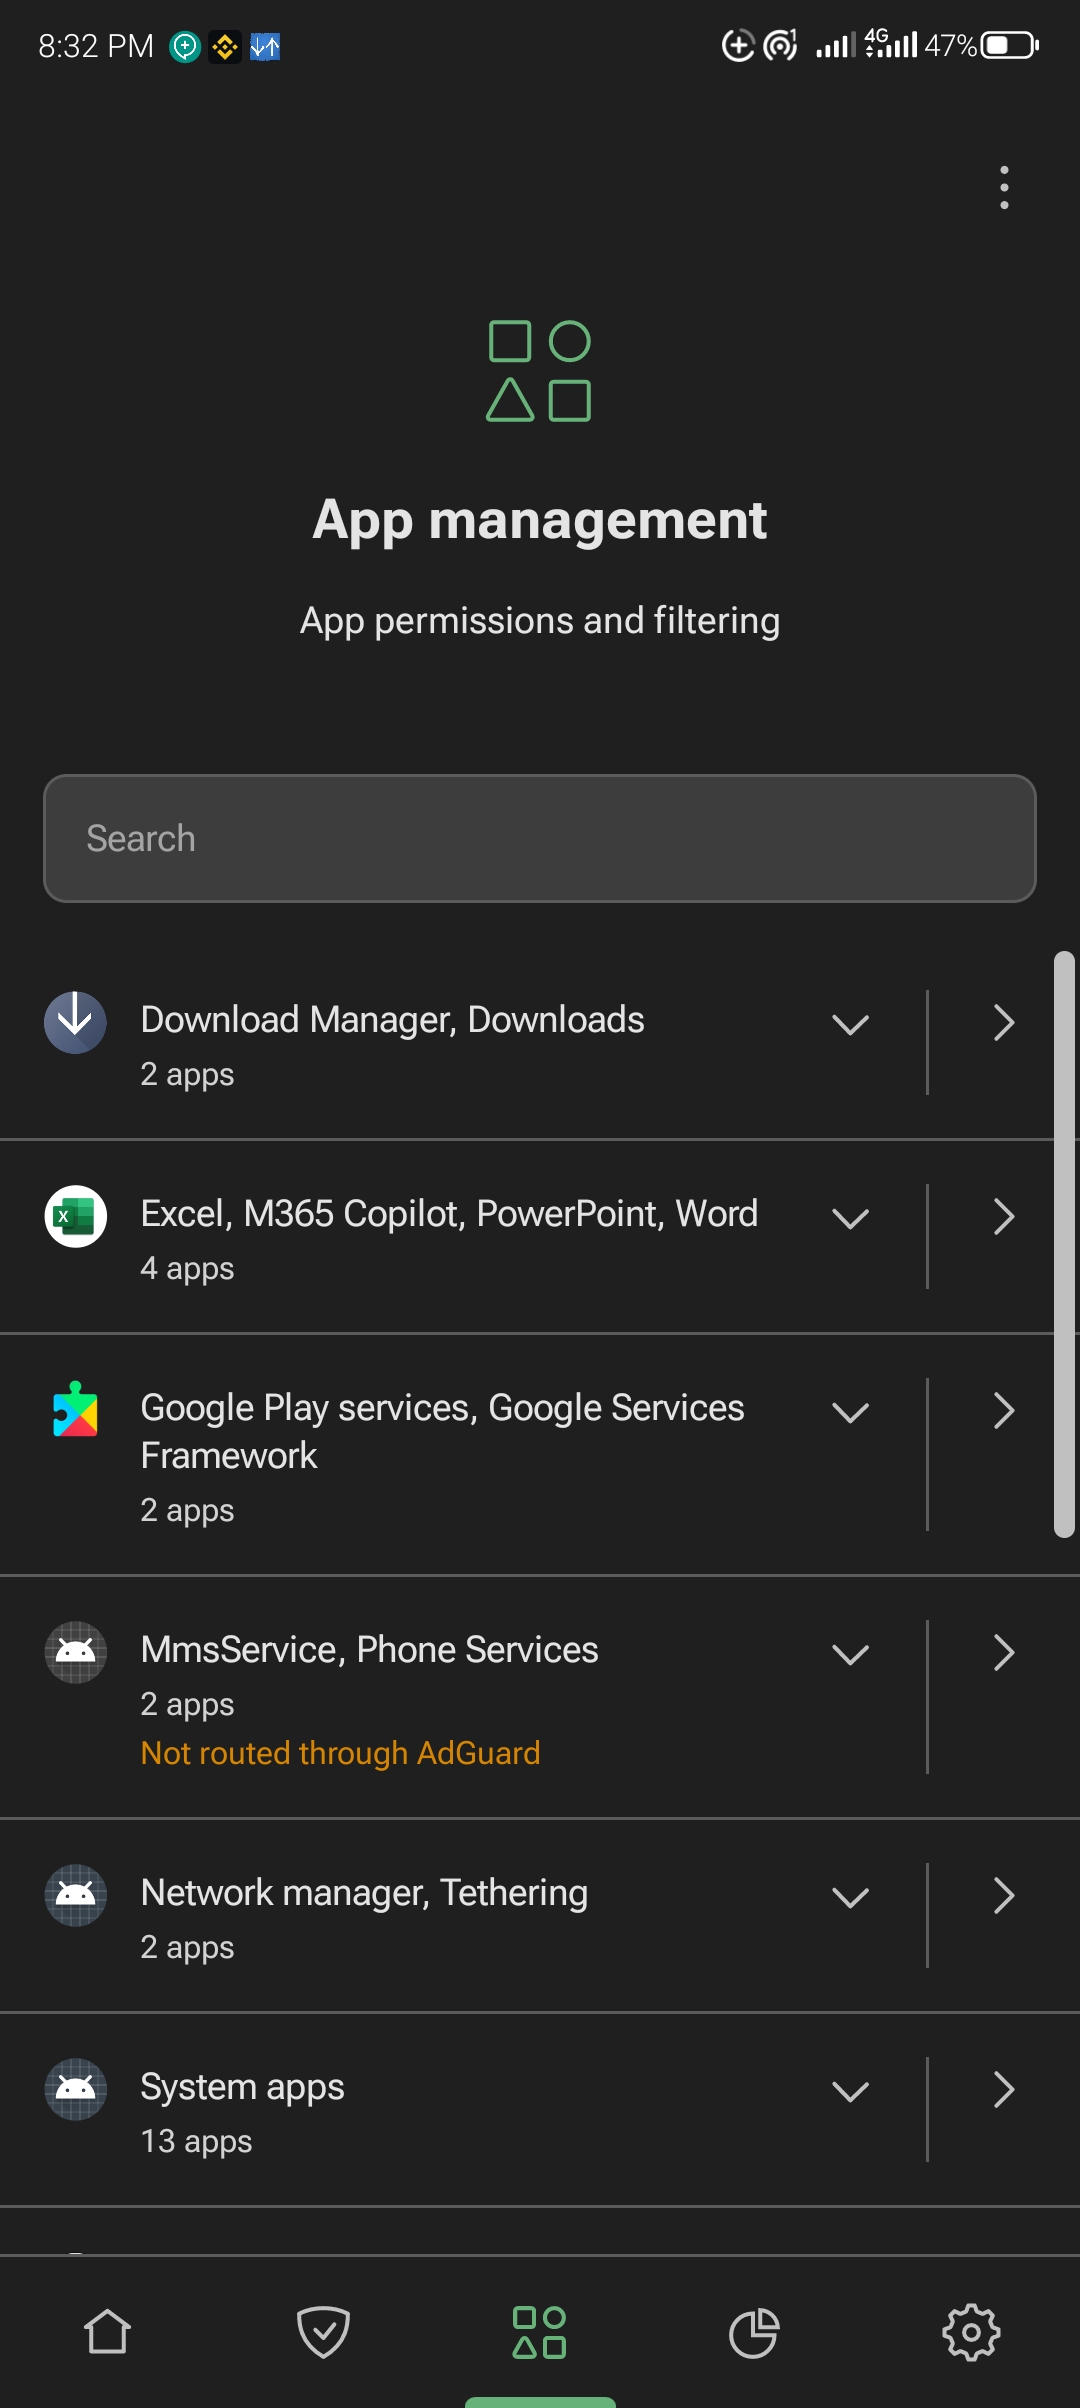 8:32 PM
4G
47%
App management
App permissions and filtering
Search
Download Manager, Downloads
2 apps
Excel, M365 Copilot, PowerPoint, Word
4 apps
Google Play services, Google Services
Framework
2 apps
MmsService, Phone Services
2 apps
Not routed through AdGuard
Network manager, Tethering
2 apps
System apps
13 apps